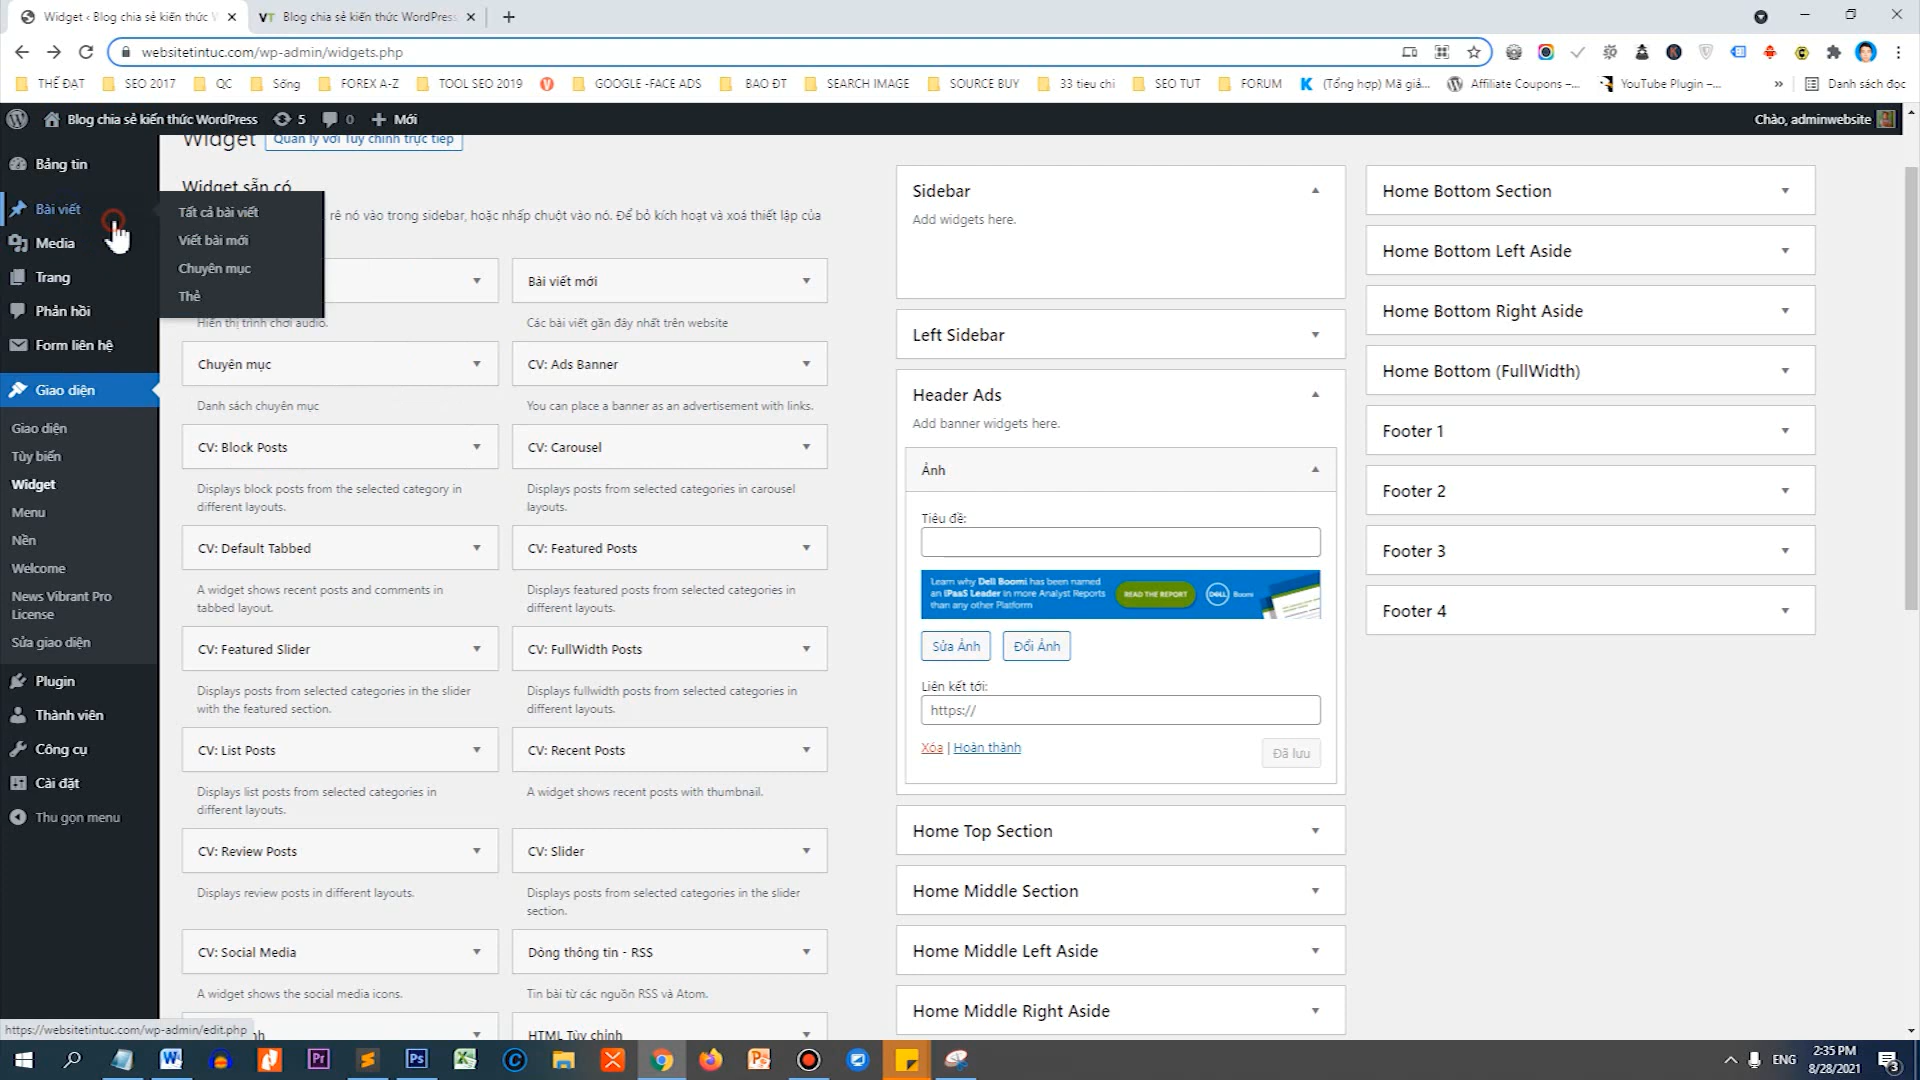 Widget ‹ Blog chia sẻ kiến thức W
Blog chia sẻ kiến thức WordPress
websitetintuc.com/wp-admin/widgets.php
THẾ ĐẠT
SEO 2017
QC
Sống
FOREX A-Z
TOOL SEO 2019
GOOGLE -FACE ADS
BAO ĐT
SEARCH IMAGE
SOURCE BUY
33 tieu chi
SEO TUT
FORUM
(Tổng hợp) Mã giả...
Affiliate Coupons –...
YouTube Plugin –...
»
Danh sách đọc
Blog chia sẻ kiến thức WordPress
5
0
Mới
Chào, adminwebsite
Bảng tin
Bài viết
Media
Trang
Phản hồi
Form liên hệ
Giao diện
Giao diện
Tùy biến
Widget
Menu
Nền
Welcome
News Vibrant Pro
License
Sửa giao diện
Plugin
Thành viên
Công cụ
Cài đặt
Thu gọn menu
Tất cả bài viết
Viết bài mới
Chuyên mục
Thẻ
Widget
Quản lý với Tùy chỉnh trực tiếp
Widget sẵn có
rê nó vào trong sidebar, hoặc nhấp chuột vào nó. Để bỏ kích hoạt và xoá thiết lập của
Hiển thị trình chơi audio.
Bài viết mới
Các bài viết gần đây nhất trên website
Chuyên mục
Danh sách chuyên mục
CV: Ads Banner
You can place a banner as an advertisement with links.
CV: Block Posts
Displays block posts from the selected category in
different layouts.
CV: Carousel
Displays posts from selected categories in carousel
layouts.
CV: Default Tabbed
A widget shows recent posts and comments in
tabbed layout.
CV: Featured Posts
Displays featured posts from selected categories in
different layouts.
CV: Featured Slider
Displays posts from selected categories in the slider
with the featured section.
CV: FullWidth Posts
Displays fullwidth posts from selected categories in
different layouts.
CV: List Posts
Displays list posts from selected categories in
different layouts.
CV: Recent Posts
A widget shows recent posts with thumbnail.
CV: Review Posts
Displays review posts in different layouts.
CV: Slider
Displays posts from selected categories in the slider
section.
CV: Social Media
A widget shows the social media icons.
Dòng thông tin - RSS
Tin bài từ các nguồn RSS và Atom.
HTML Tùy chỉnh
Sidebar
Add widgets here.
Left Sidebar
Header Ads
Add banner widgets here.
Ảnh
Tiêu đề:
Learn why Dell Boomi has been named
an iPaaS Leader in more Analyst Reports
than any other Platform
READ THE REPORT
DELL
Boomi
Sửa Ảnh
Đổi Ảnh
Liên kết tới:
https://
Xóa | Hoàn thành
Đã lưu
Home Top Section
Home Middle Section
Home Middle Left Aside
Home Middle Right Aside
Home Bottom Section
Home Bottom Left Aside
Home Bottom Right Aside
Home Bottom (FullWidth)
Footer 1
Footer 2
Footer 3
Footer 4
https://websitetintuc.com/wp-admin/edit.php
ENG
2:35 PM
8/28/2021
3